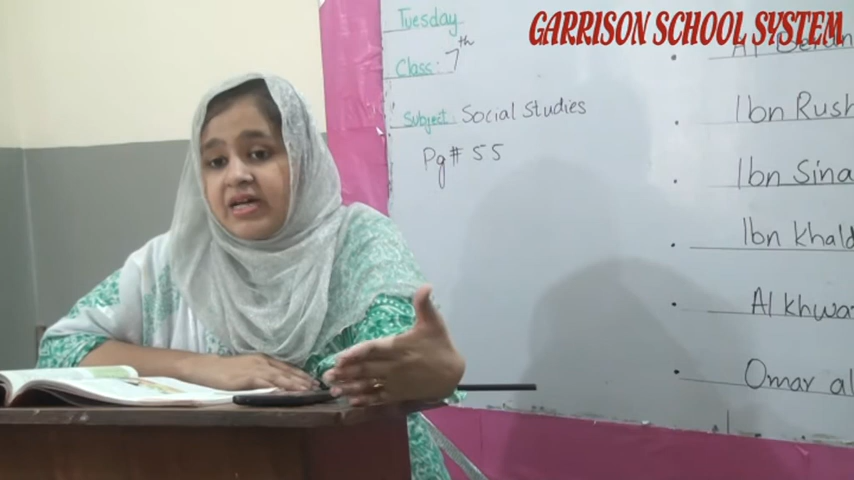 GARRISON SCHOOL SYSTEM
Tuesday
Class: 7th
Subject: Social Studies
Pg# 55
Ibn Rush
Ibn Sina
Ibn Khald
Al Khwa
Omar al